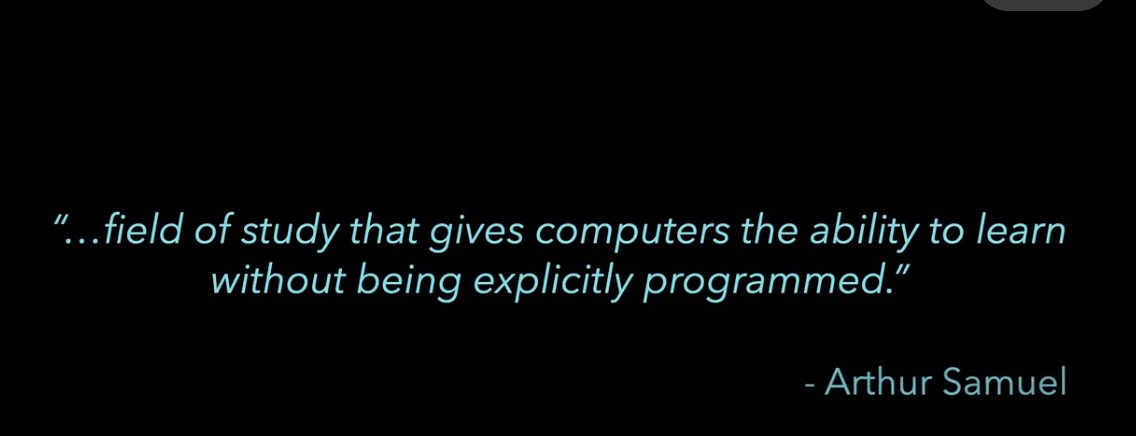 “...field of study that gives computers the ability to learn
without being explicitly programmed.”
- Arthur Samuel